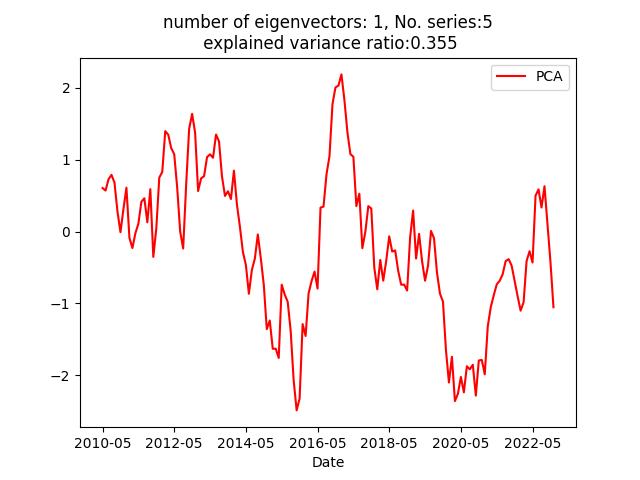 number of eigenvectors: 1, No. series:5
explained variance ratio:0.355
PCA
2
1
0
−1
−2
2010-05 2012-05 2014-05 2016-05 2018-05 2020-05 2022-05
Date